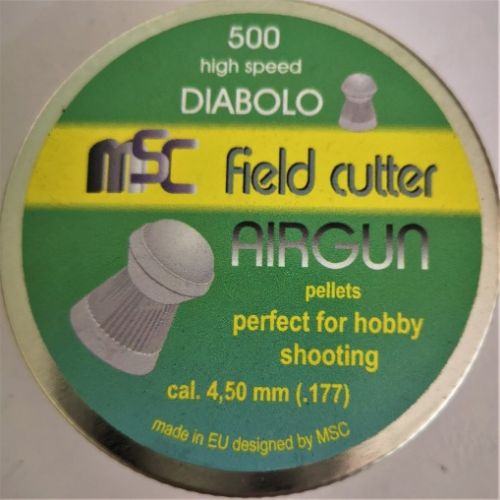 500
high speed
DIABOLO
MSC field cutter
AIRGUN
pellets
perfect for hobby
shooting
cal. 4,50 mm (.177)
made in EU designed by MSC